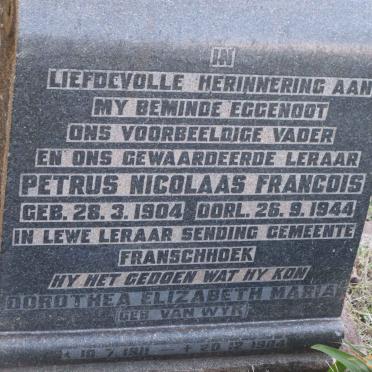 IN
LIEFDEVOLLE HERINNERING AAN
MY BEMINDE EGGENOOT
ONS VOORBEELDIGE VADER
EN ONS GEWAARDEERDE LERAAR
PETRUS NICOLAAS FRANCOIS
GEB. 28.3.1904 OORL. 26.9.1944
IN LEWE LERAAR SENDING GEMEENTE
FRANSCHHOEK
HY HET GEDOEN WAT HY KON
DOROTHEA ELIZABETH MARIA
(GEB VAN WYK)